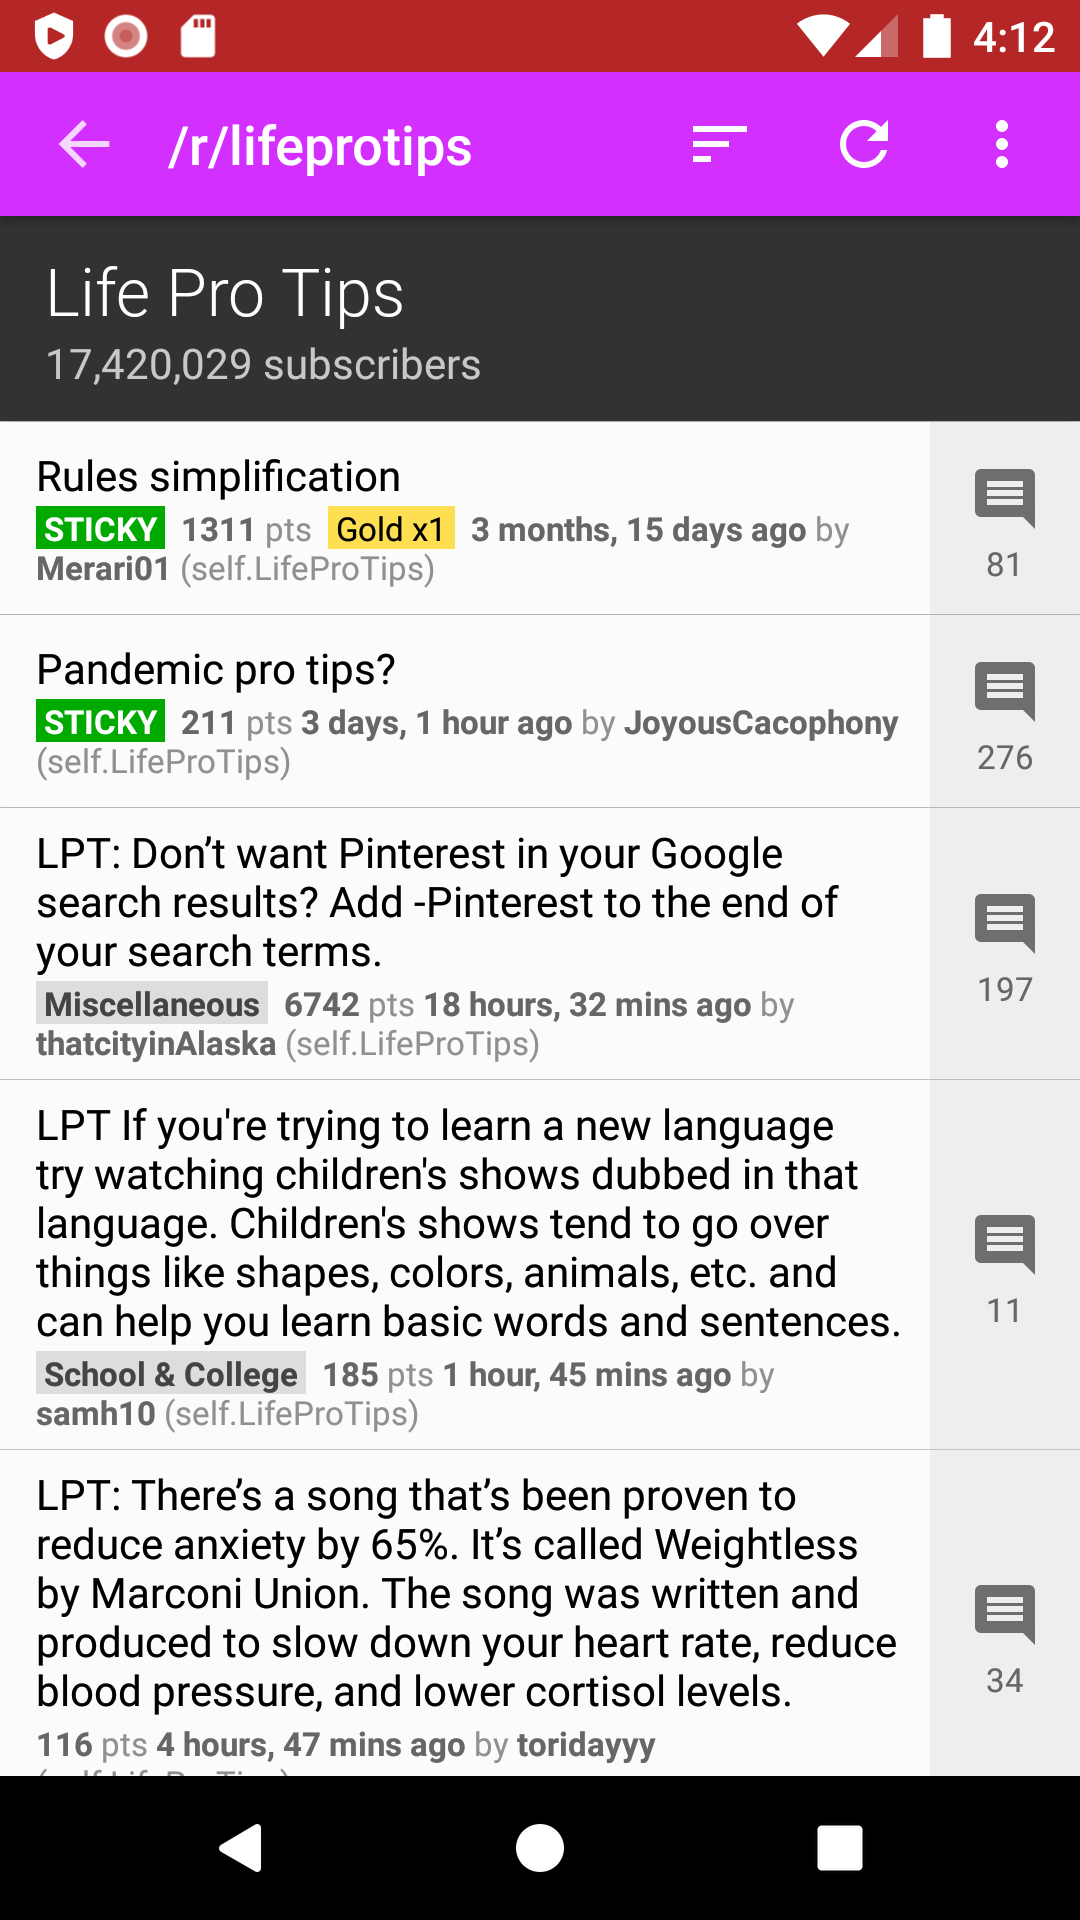 4:12
/r/lifeprotips
Life Pro Tips
17,420,029 subscribers
Rules simplification
STICKY 1311 pts Gold x1 3 months, 15 days ago by
Merari01 (self.LifeProTips)
81
Pandemic pro tips?
STICKY 211 pts 3 days, 1 hour ago by JoyousCacophony
(self.LifeProTips)
276
LPT: Don’t want Pinterest in your Google
search results? Add -Pinterest to the end of
your search terms.
Miscellaneous 6742 pts 18 hours, 32 mins ago by
thatcityinAlaska (self.LifeProTips)
197
LPT If you're trying to learn a new language
try watching children's shows dubbed in that
language. Children's shows tend to go over
things like shapes, colors, animals, etc. and
can help you learn basic words and sentences.
School & College 185 pts 1 hour, 45 mins ago by
samh10 (self.LifeProTips)
11
LPT: There’s a song that’s been proven to
reduce anxiety by 65%. It’s called Weightless
by Marconi Union. The song was written and
produced to slow down your heart rate, reduce
blood pressure, and lower cortisol levels.
116 pts 4 hours, 47 mins ago by toridayyy
34